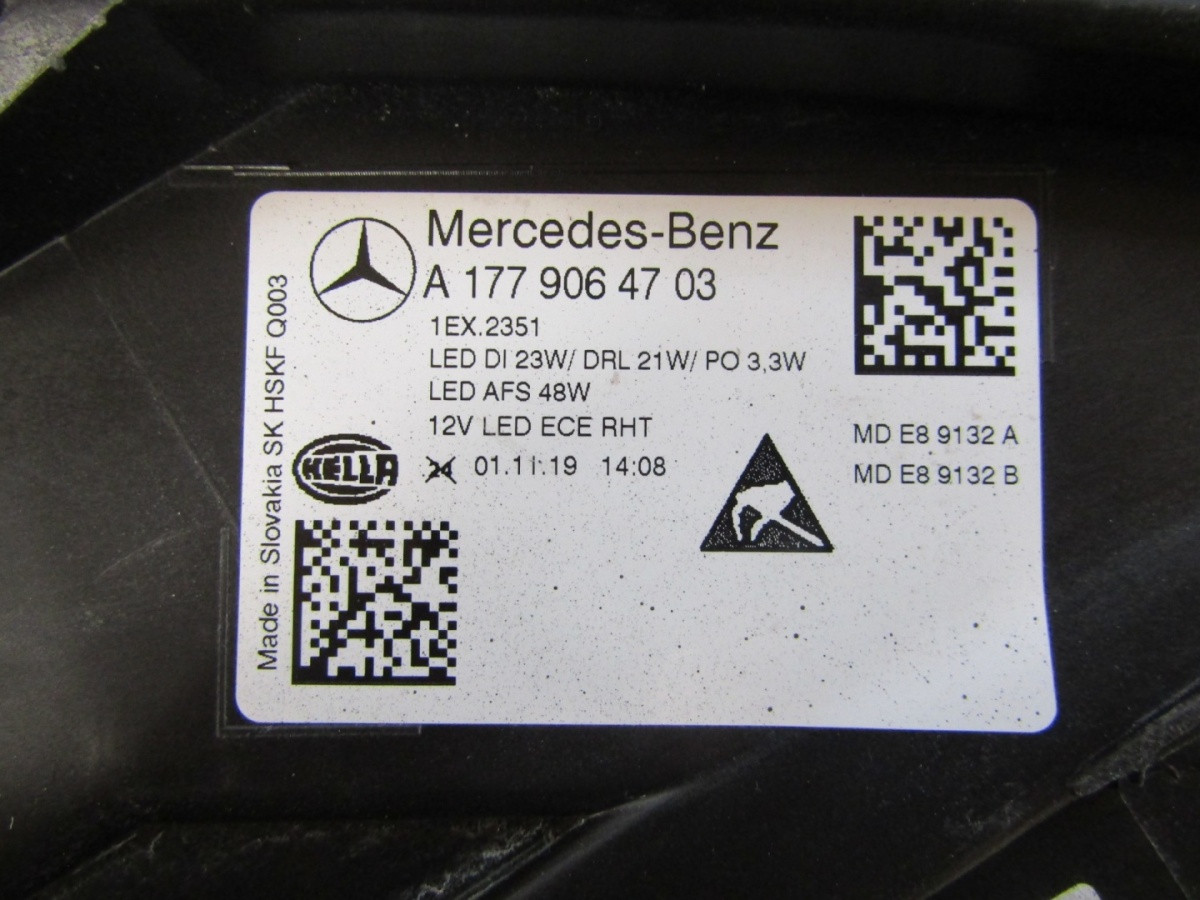 Mercedes-Benz
A 177 906 47 03
1EX.2351
LED DI 23W/ DRL 21W/ PO 3,3W
LED AFS 48W
12V LED ECE RHT
HELLA 24 01.11.19 14:08
MD E8 9132 A
MD E8 9132 B
Made in Slovakia SK HSKF Q003